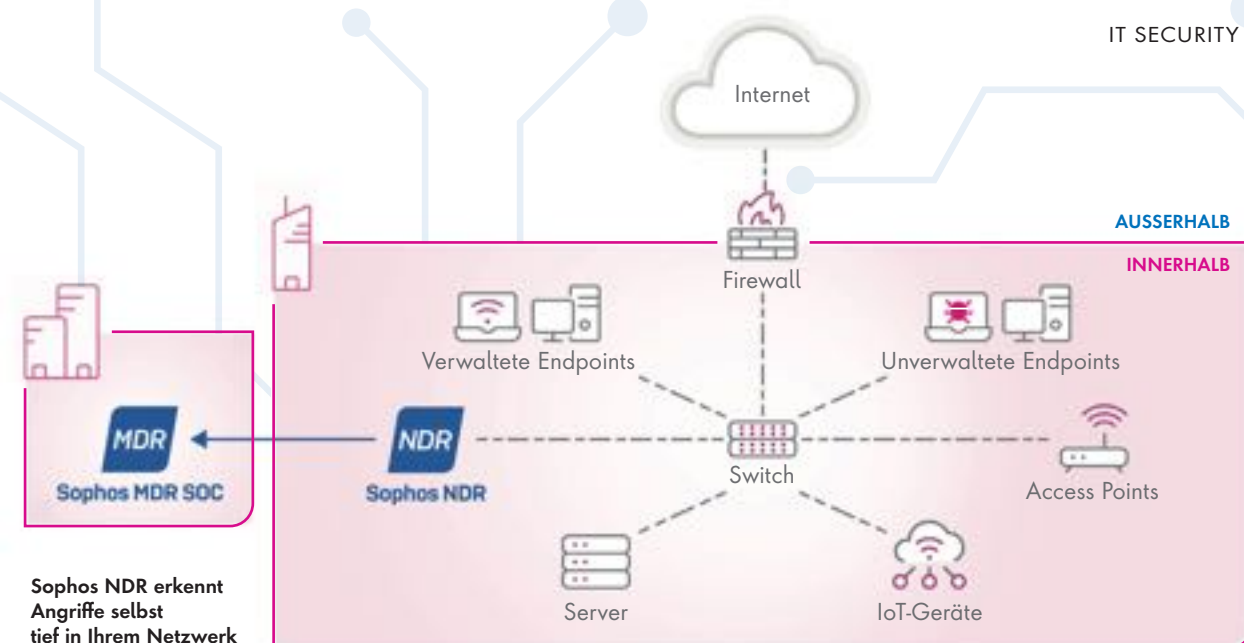 IT SECURITY
Internet
AUSSERHALB
INNERHALB
Firewall
Verwaltete Endpoints
Unverwaltete Endpoints
MDR
Sophos MDR SOC
NDR
Sophos NDR
Switch
Access Points
Server
IoT-Geräte
Sophos NDR erkennt
Angriffe selbst
tief in Ihrem Netzwerk